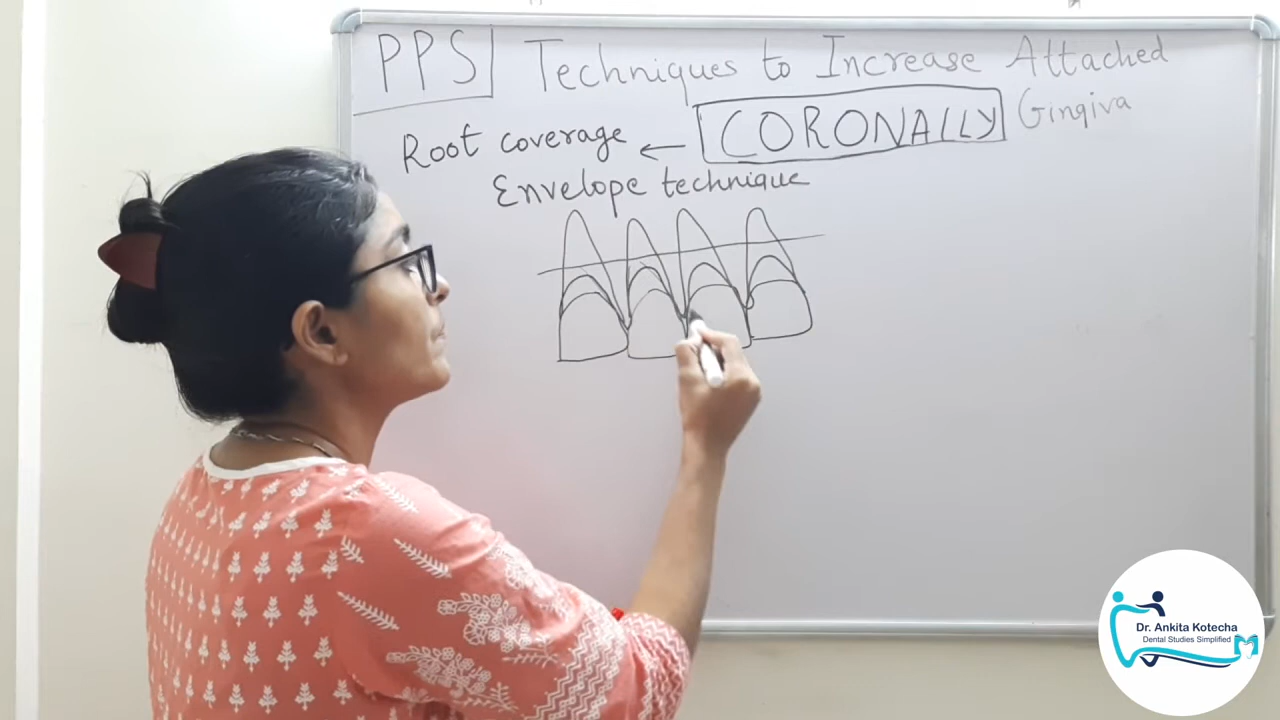 PPS Techniques to Increase Attached
Root coverage ← CORONALLY Gingiva
Envelope technique
Dr. Ankita Kotecha
Dental Studies Simplified